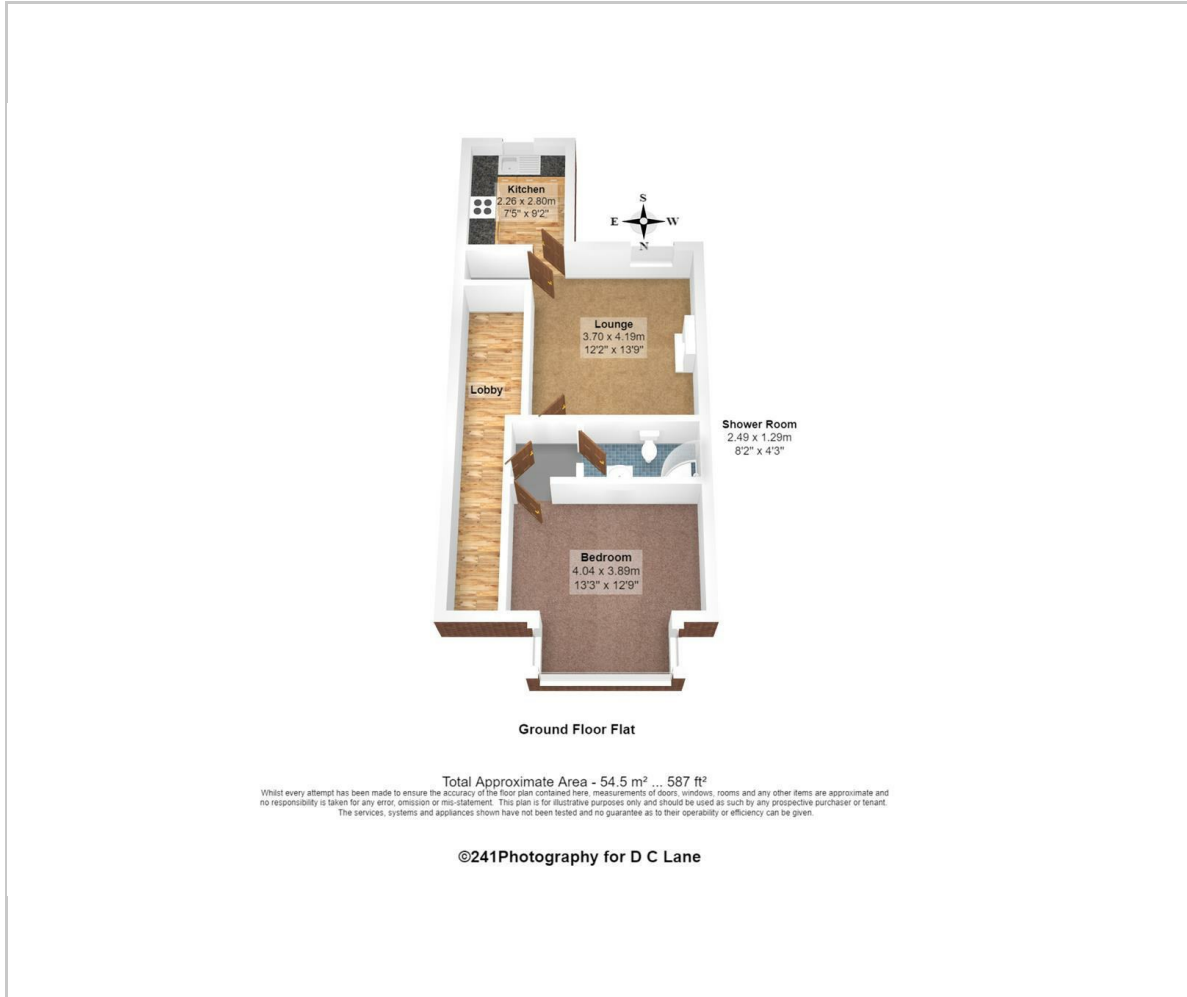 Kitchen
2.26 x 2.80m
7'5" x 9'2"
S
E W
N
Lounge
3.70 x 4.19m
12'2" x 13'9"
Lobby
Shower Room
2.49 x 1.29m
8'2" x 4'3"
Bedroom
4.04 x 3.89m
13'3" x 12'9"
Ground Floor Flat
Total Approximate Area - 54.5 m² ... 587 ft²
Whilst every attempt has been made to ensure the accuracy of the floor plan contained here, measurements of doors, windows, rooms and any other items are approximate and
no responsibility is taken for any error, omission or mis-statement. This plan is for illustrative purposes only and should be used as such by any prospective purchaser or tenant.
The services, systems and appliances shown have not been tested and no guarantee as to their operability or efficiency can be given.
©241Photography for D C Lane